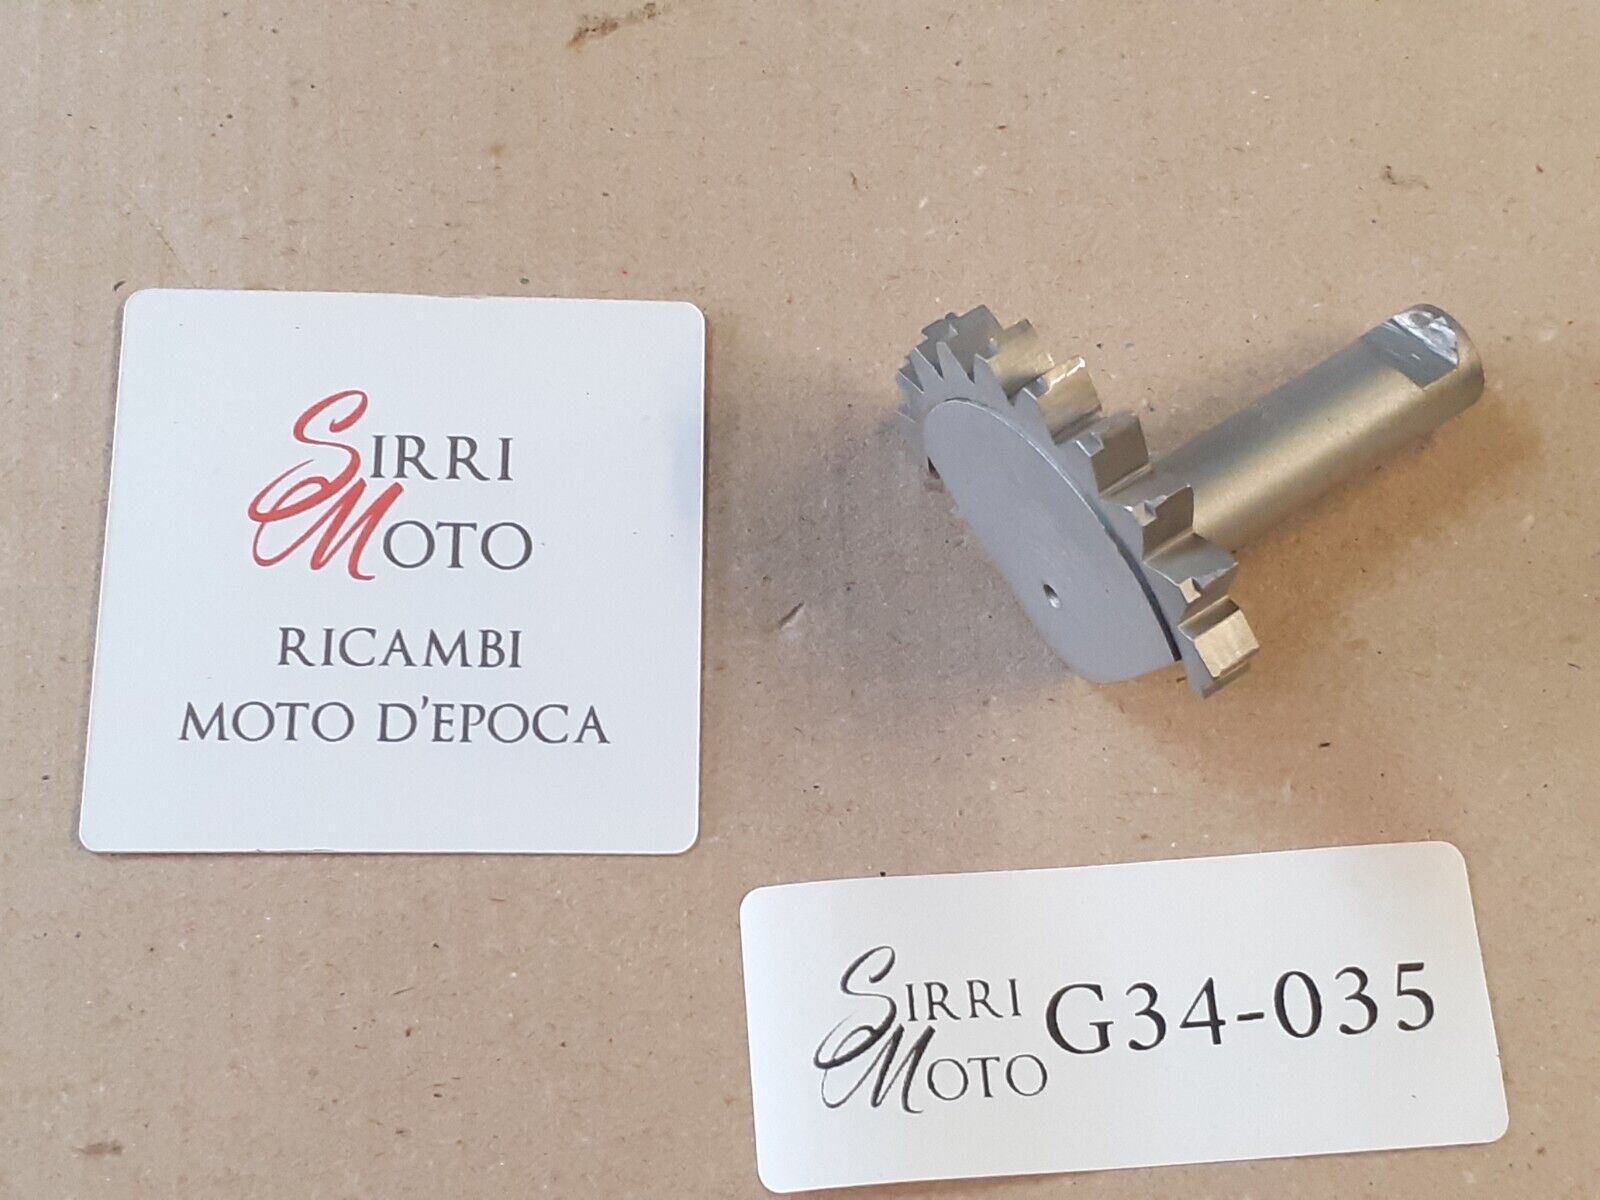 SIRRI
MOTO
RICAMBI
MOTO D'EPOCA
SIRRI
MOTO
G34-035